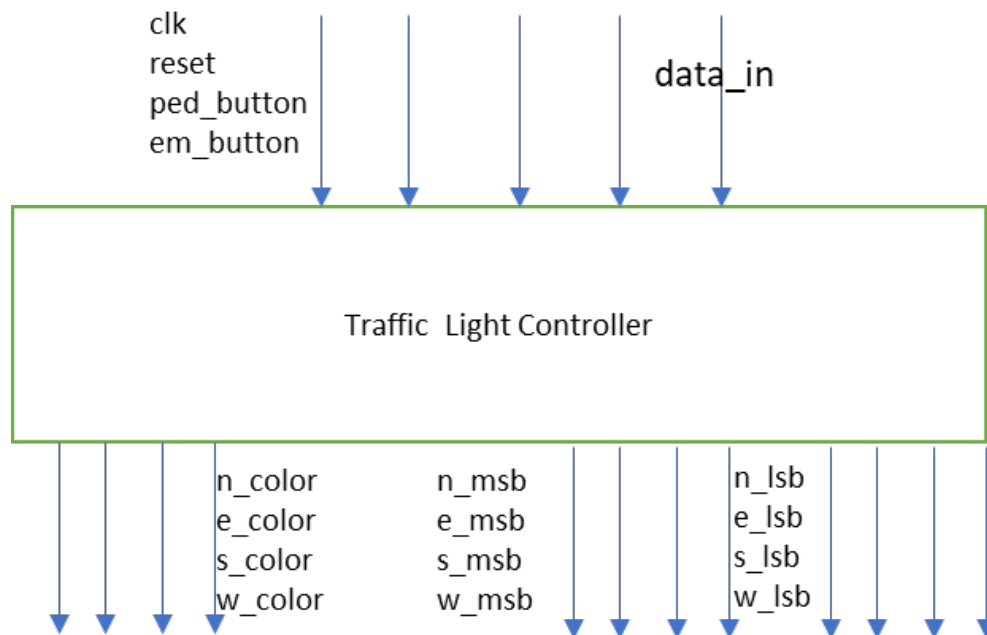 clk
reset
ped_button
em_button
data_in
Traffic Light Controller
n_color
e_color
s_color
w_color
n_msb
e_msb
s_msb
w_msb
n_lsb
e_lsb
s_lsb
w_lsb